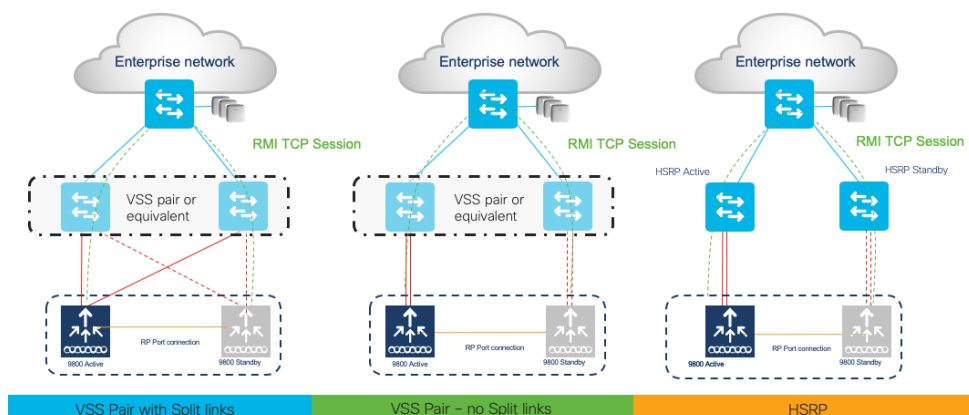 Enterprise network
RMI TCP Session
VSS pair or
equivalent
RP Port connection
9800 Active
9800 Standby
VSS Pair with Split links
Enterprise network
RMI TCP Session
VSS pair or
equivalent
RP Port connection
9800 Active
9800 Standby
VSS Pair – no Split links
Enterprise network
RMI TCP Session
HSRP Active
HSRP Standby
RP Port connection
9800 Active
9800 Standby
HSRP